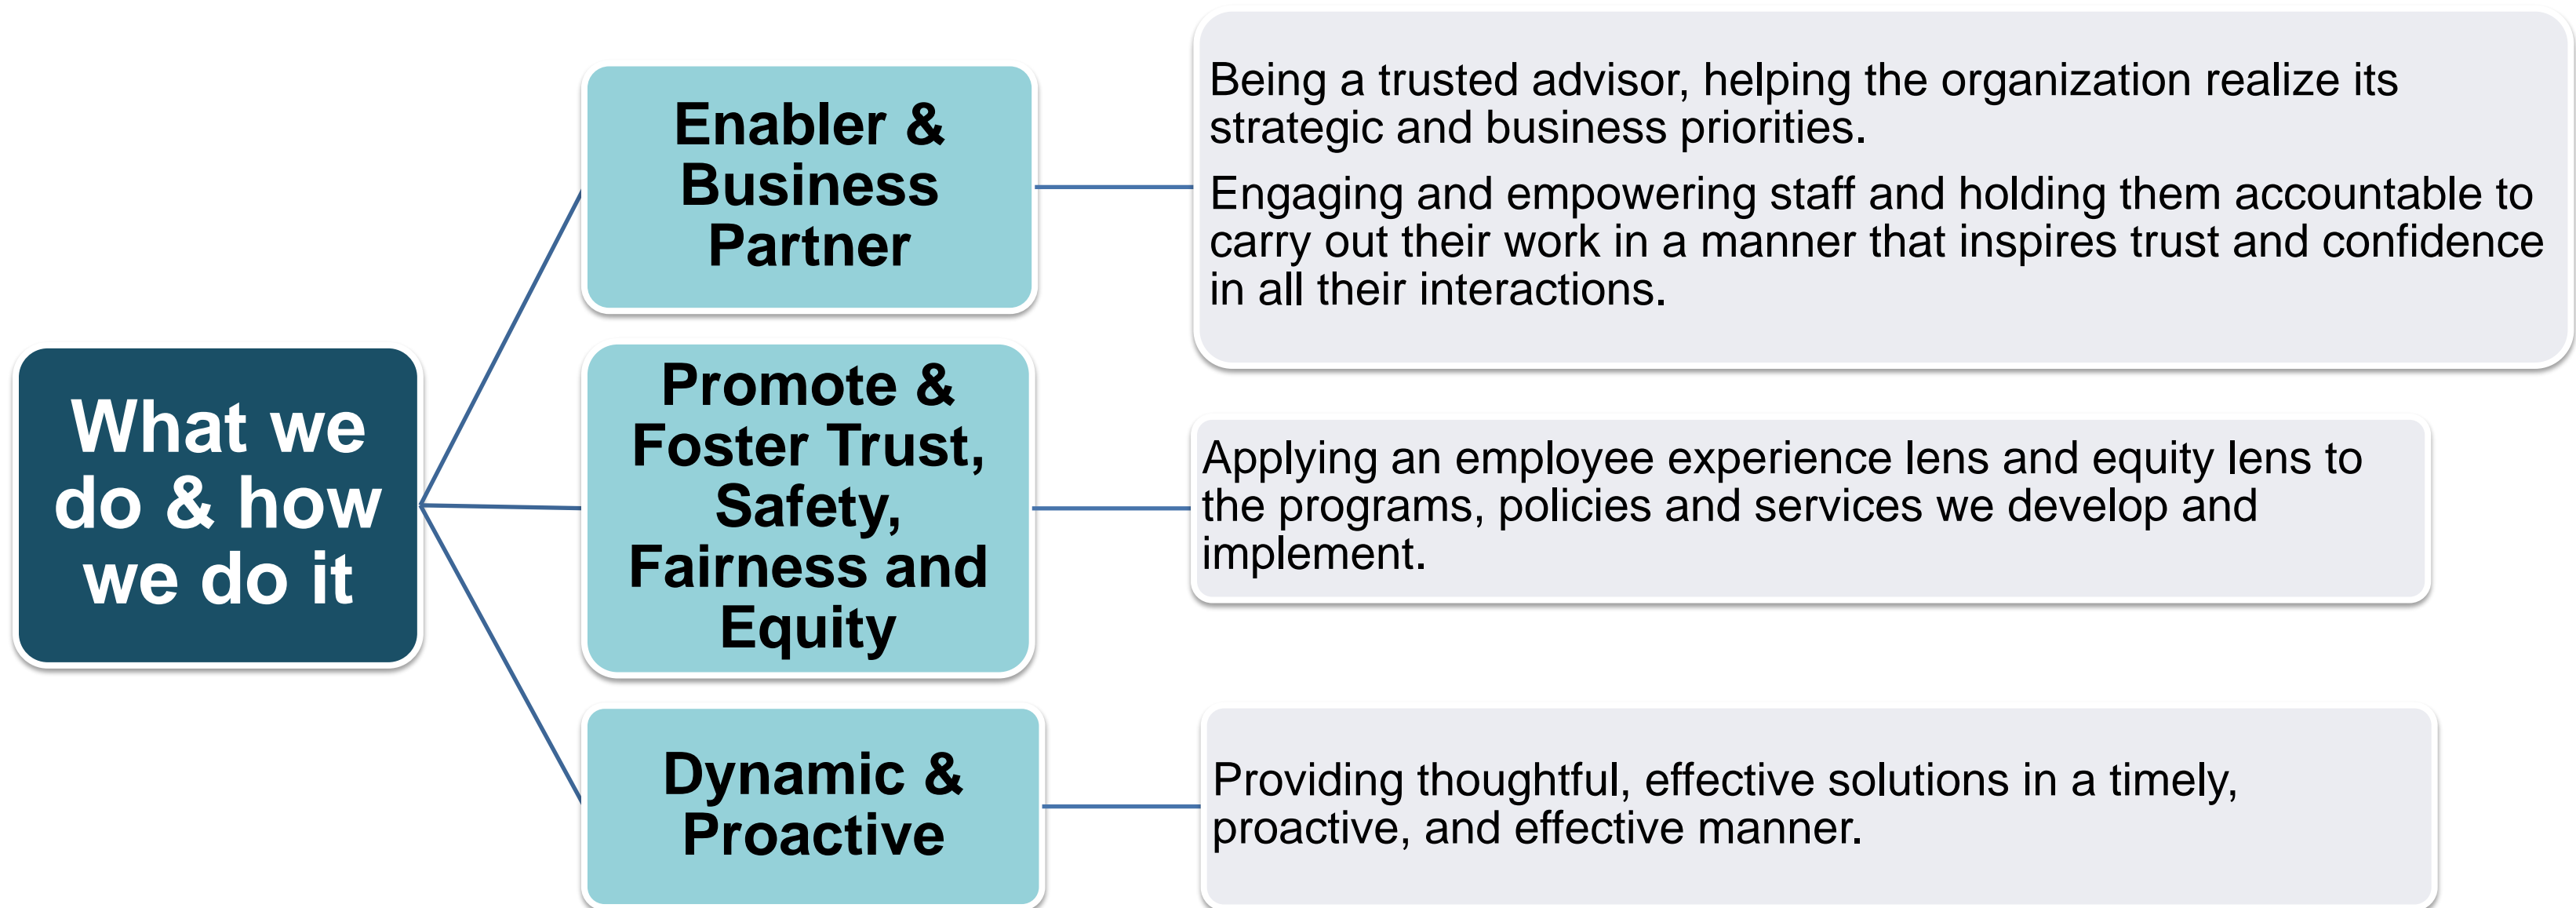 What we
do & how
we do it
Enabler &
Business
Partner
Being a trusted advisor, helping the organization realize its
strategic and business priorities.
Engaging and empowering staff and holding them accountable to
carry out their work in a manner that inspires trust and confidence
in all their interactions.
Promote &
Foster Trust,
Safety,
Fairness and
Equity
Applying an employee experience lens and equity lens to
the programs, policies and services we develop and
implement.
Dynamic &
Proactive
Providing thoughtful, effective solutions in a timely,
proactive, and effective manner.